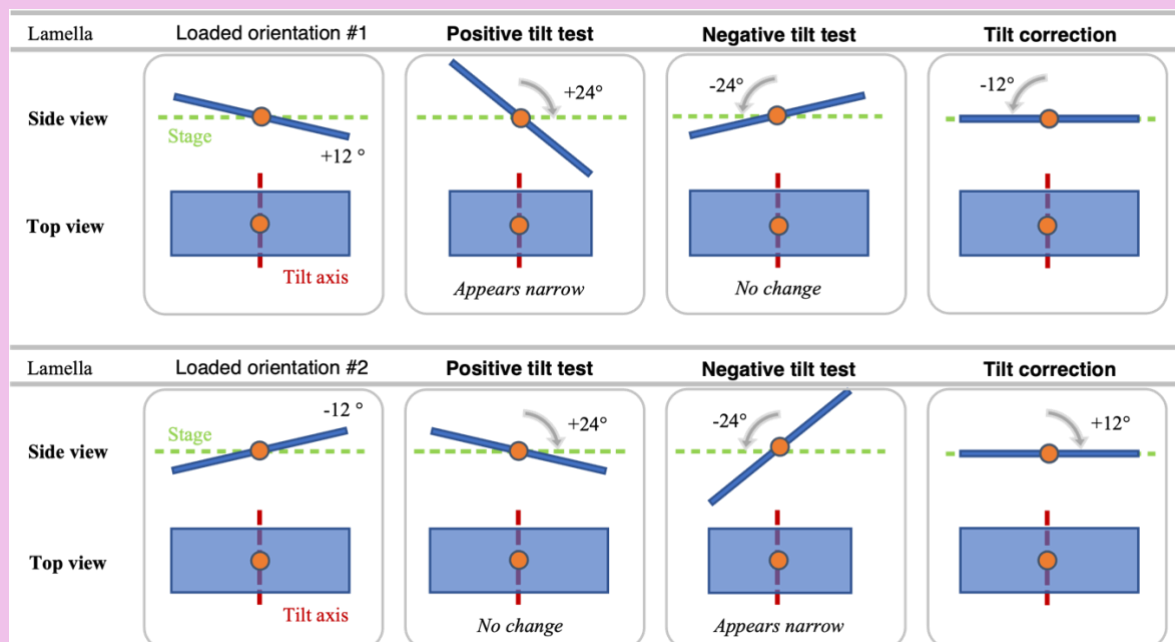 Lamella Loaded orientation #1 Positive tilt test Negative tilt test Tilt correction
Side view
Stage
+12 °
+24°
-24°
-12°
Top view
Tilt axis
Appears narrow
No change
Lamella Loaded orientation #2 Positive tilt test Negative tilt test Tilt correction
Side view
Stage
-12 °
+24°
-24°
+12°
Top view
Tilt axis
No change
Appears narrow